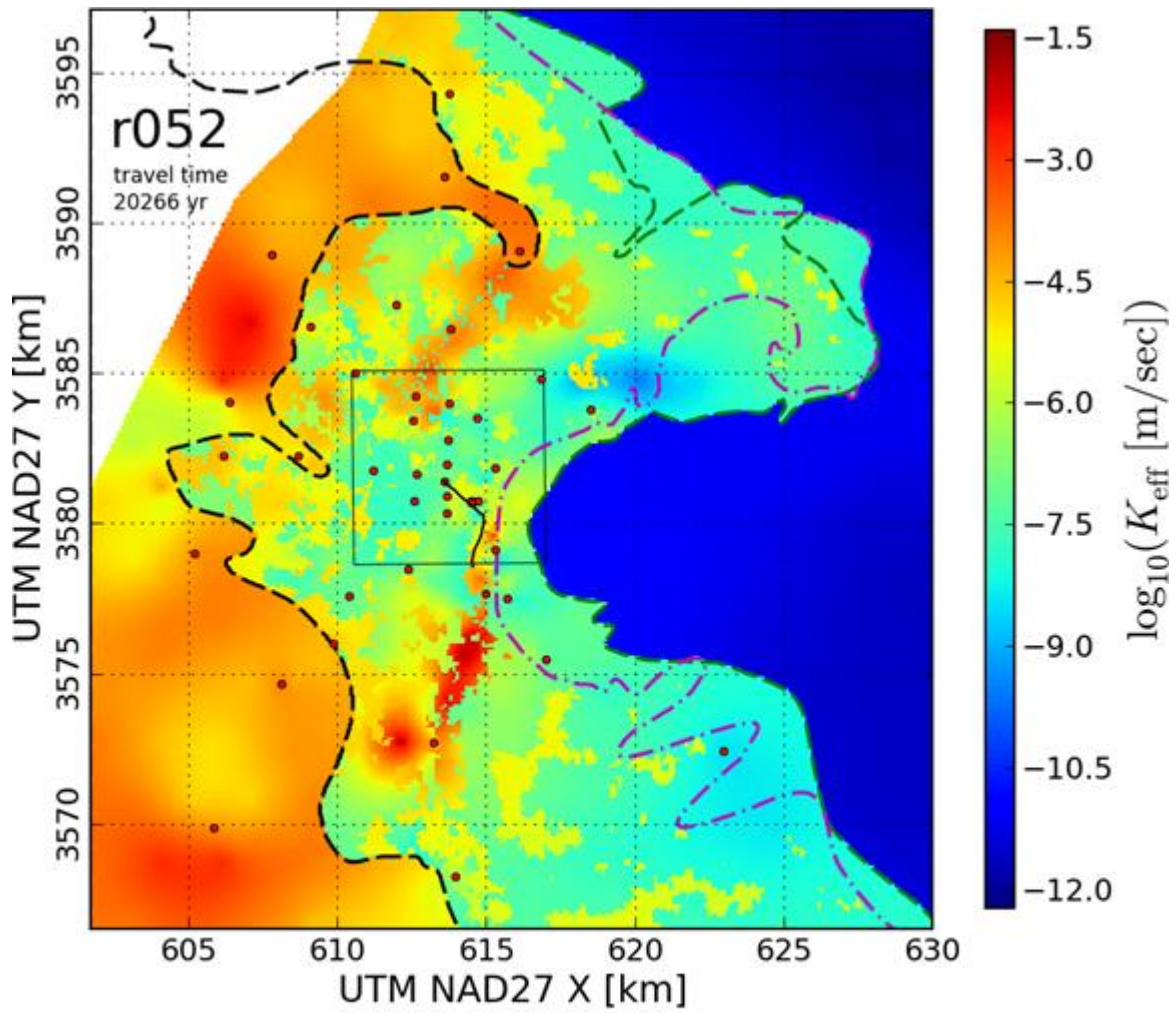 r052
travel time
20266 yr
3595
3590
3585
3580
3575
3570
UTM NAD27 Y [km]
605 610 615 620 625 630
UTM NAD27 X [km]
−1.5
−3.0
−4.5
−6.0
−7.5
−9.0
−10.5
−12.0
log₁₀(K_eff [m/sec])